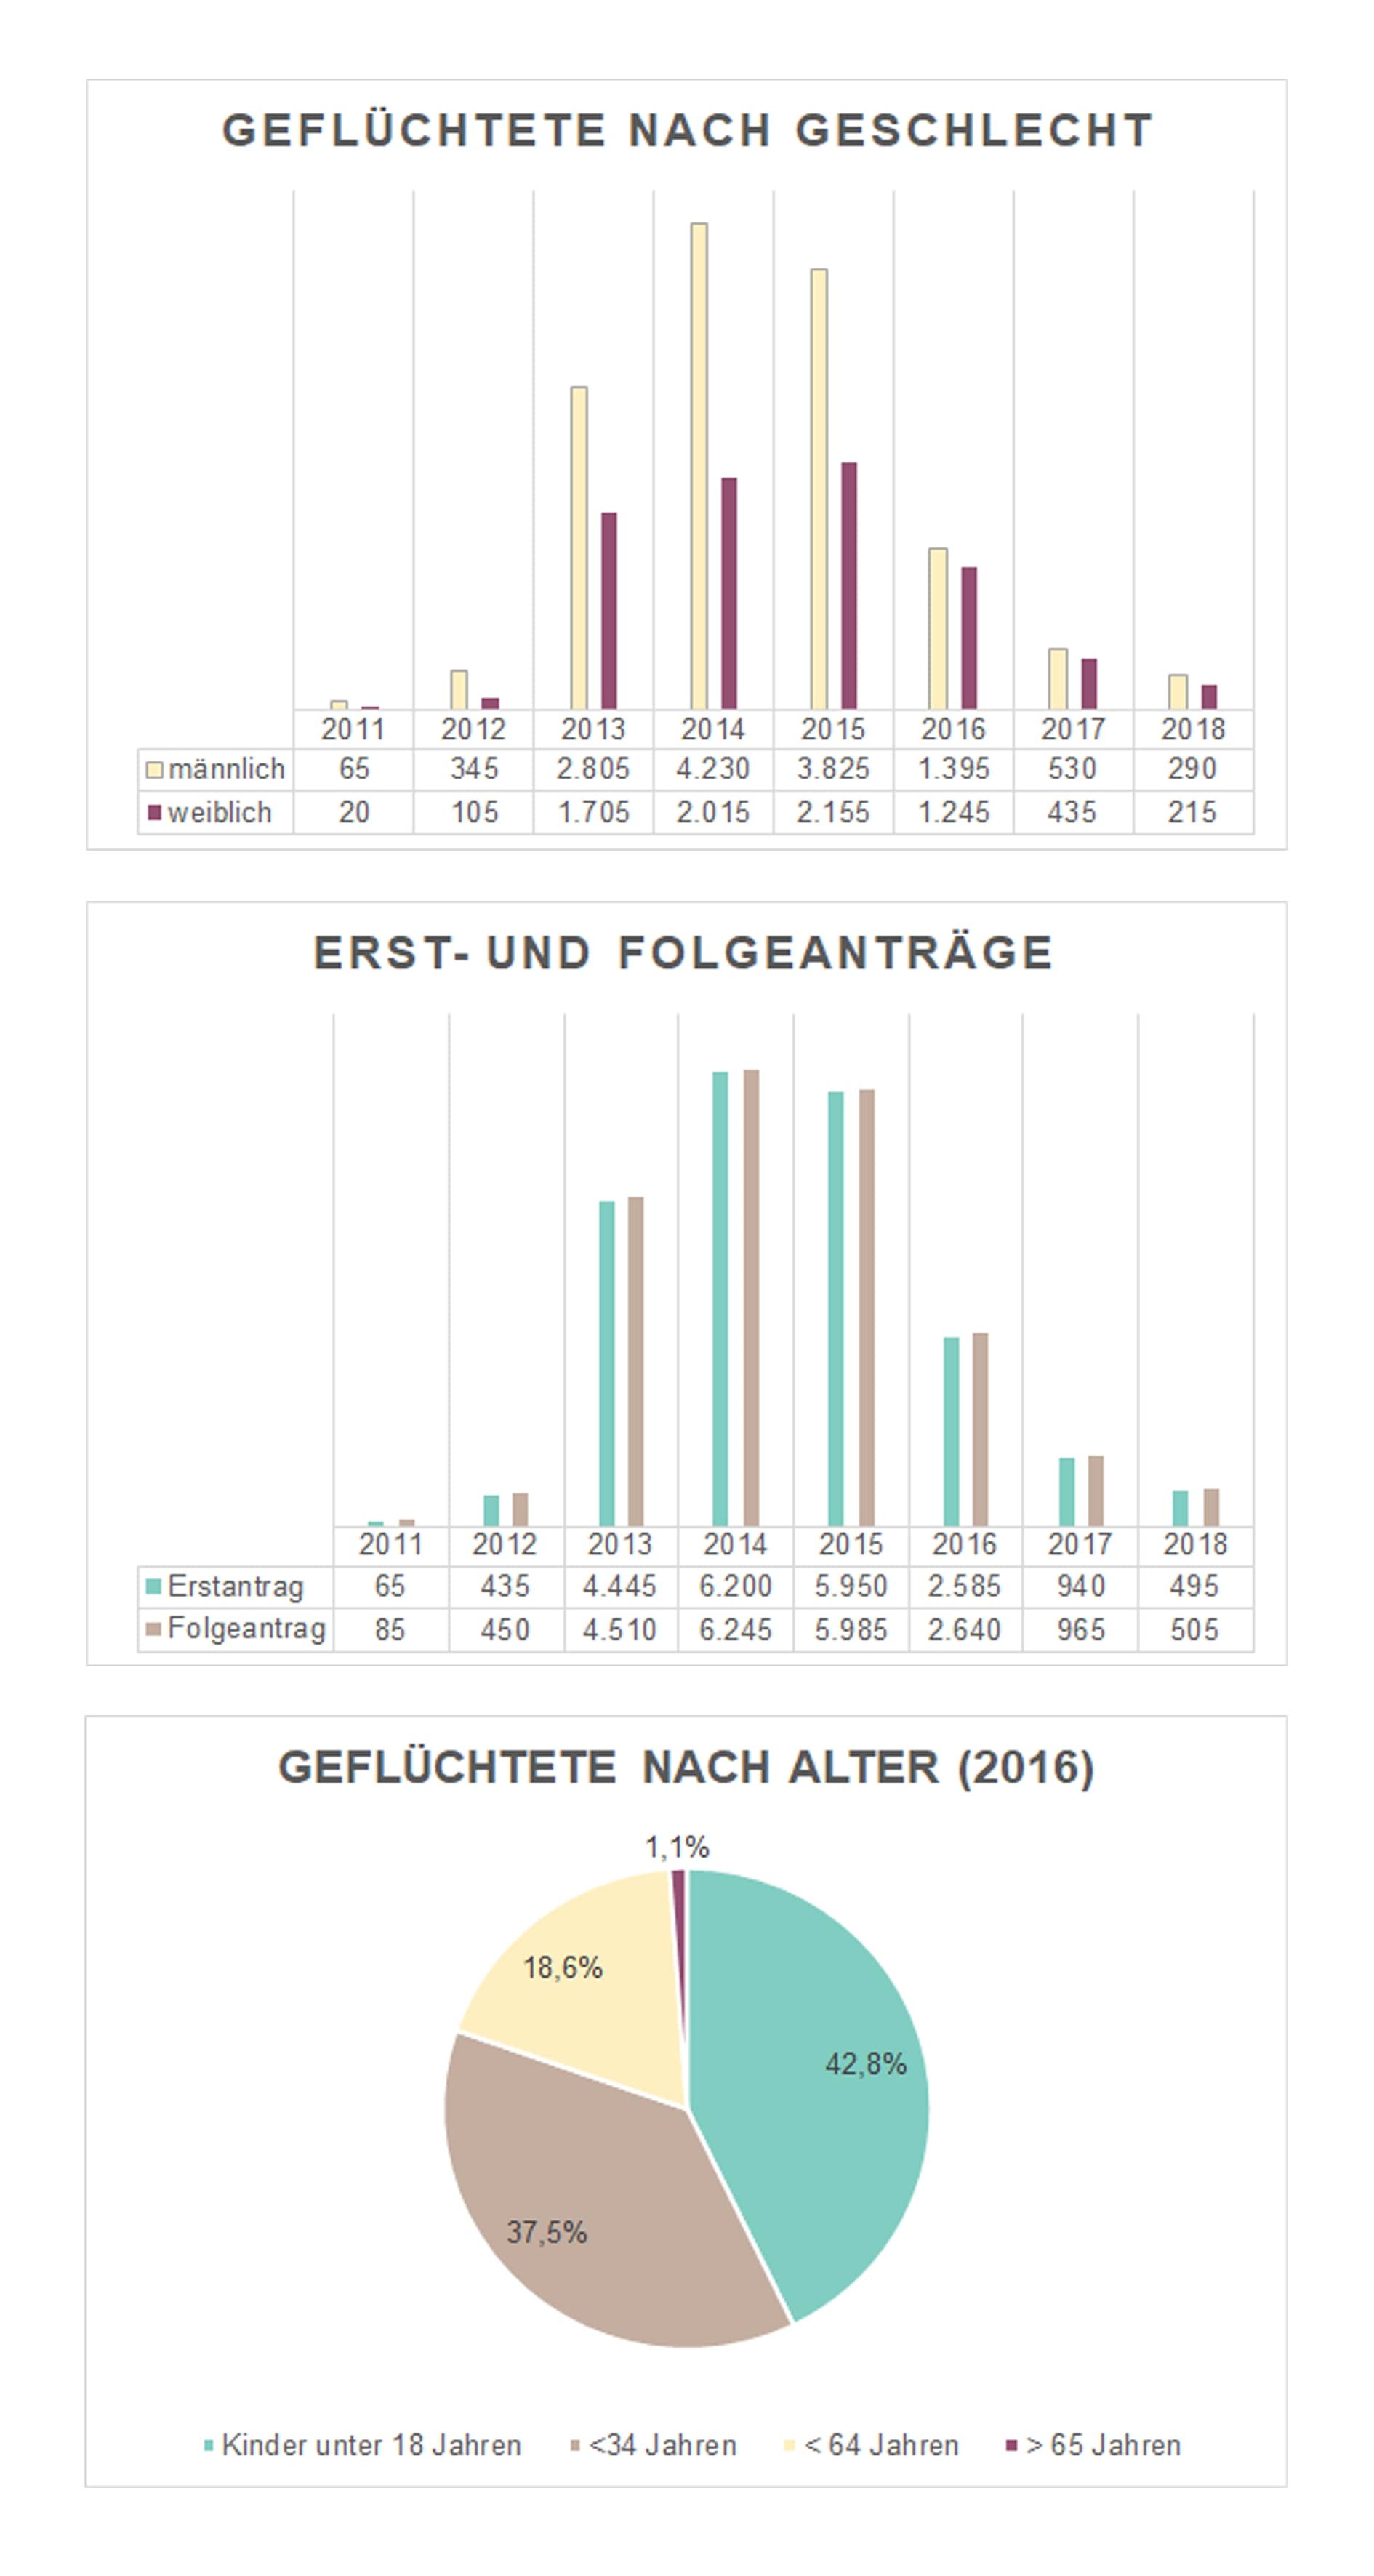 GEFLÜCHTETE NACH GESCHLECHT
2011 2012 2013 2014 2015 2016 2017 2018
männlich 65 345 2.805 4.230 3.825 1.395 530 290
weiblich 20 105 1.705 2.015 2.155 1.245 435 215
ERST- UND FOLGEANTRÄGE
2011 2012 2013 2014 2015 2016 2017 2018
Erstantrag 65 435 4.445 6.200 5.950 2.585 940 495
Folgeantrag 85 450 4.510 6.245 5.985 2.640 965 505
GEFLÜCHTETE NACH ALTER (2016)
1,1%
18,6%
42,8%
37,5%
Kinder unter 18 Jahren <34 Jahren < 64 Jahren > 65 Jahren